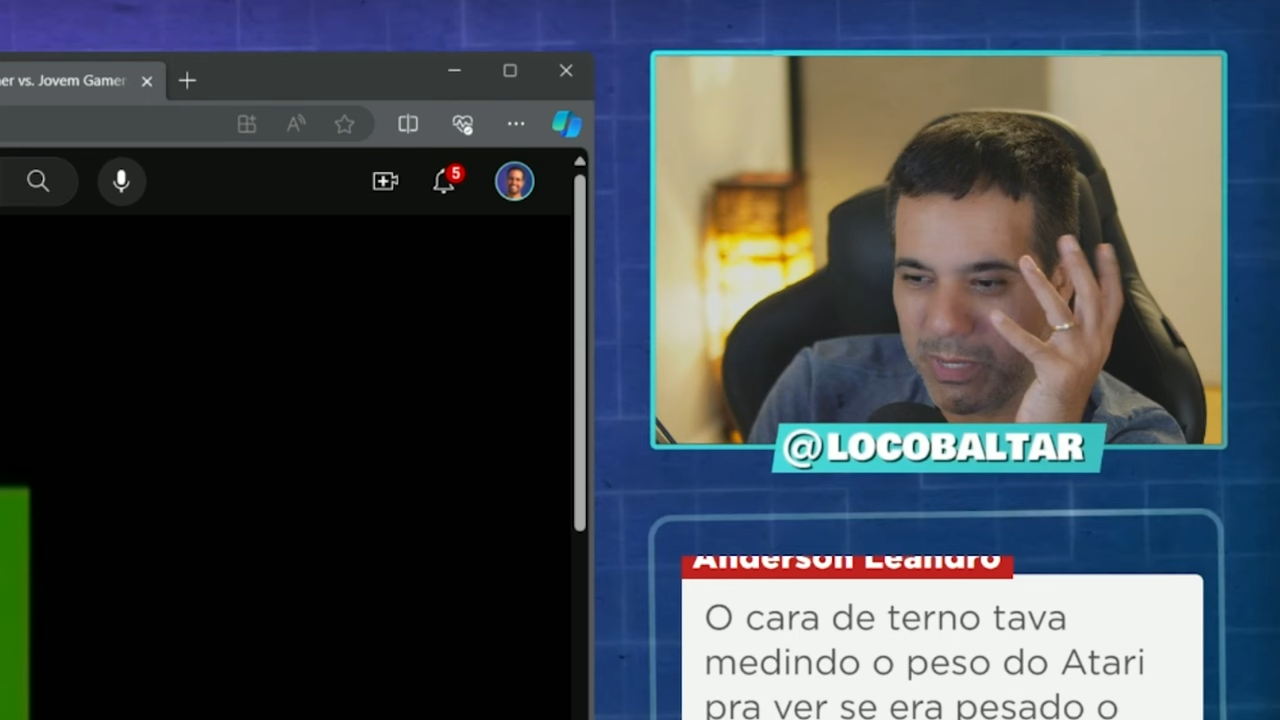 er vs. Jovem Gamer
5
@LOCOBALTAR
Anderson Leandro
O cara de terno tava
medindo o peso do Atari
pra ver se era pesado o